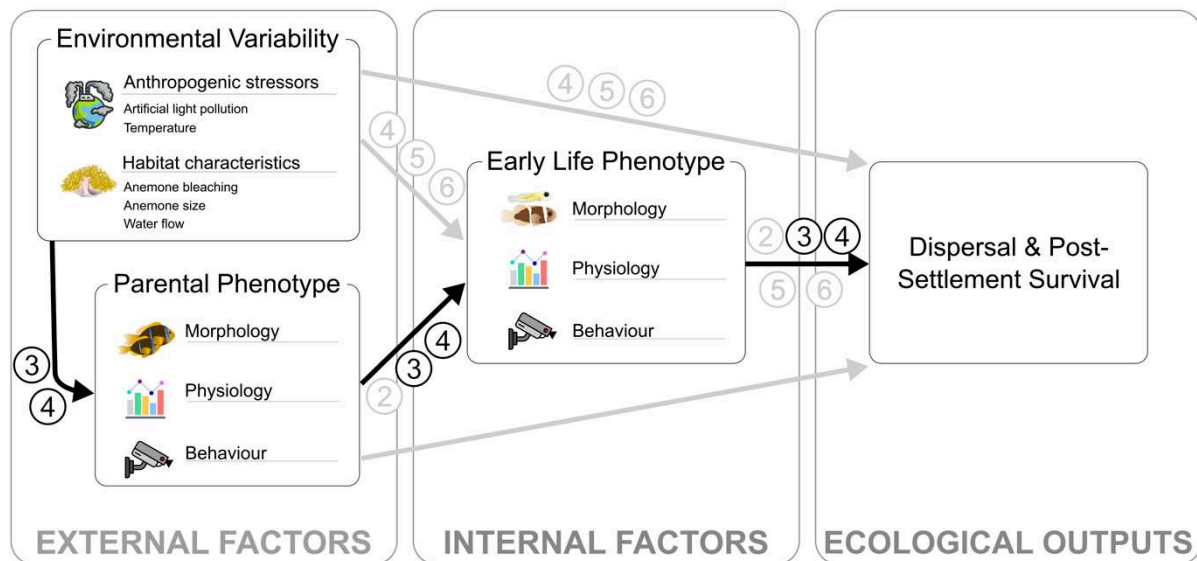 Environmental Variability
Anthropogenic stressors
Artificial light pollution
Temperature
Habitat characteristics
Anemone bleaching
Anemone size
Water flow
Parental Phenotype
Morphology
Physiology
Behaviour
3
4
EXTERNAL FACTORS
4 5 6
4
5
6
2
3
4
Early Life Phenotype
Morphology
Physiology
Behaviour
INTERNAL FACTORS
2 3 4
5 6
Dispersal & Post-
Settlement Survival
ECOLOGICAL OUTPUTS